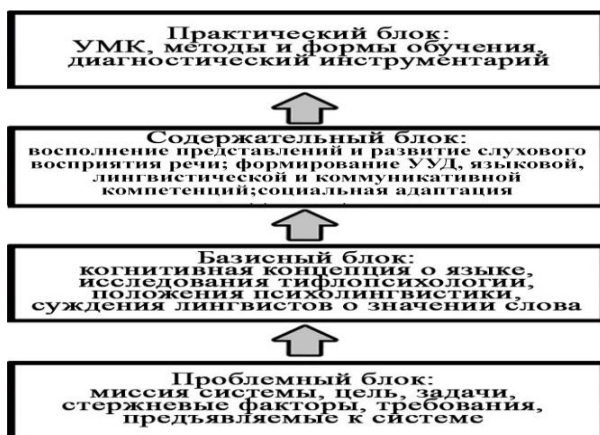 Практический блок:
УМК, методы и формы обучения,
диагностический инструментарий
Содержательный блок:
восполнение представлений и развитие слухового
восприятия речи; формирование УУД, языковой,
лингвистической и коммуникативной
компетенций;социальная адаптация
Базисный блок:
когнитивная концепция о языке,
исследования тифлопсихологии,
положения психолингвистики,
суждения лингвистов о значении слова
Проблемный блок:
миссия системы, цель, задачи,
стержневые факторы, требования,
предъявляемые к системе